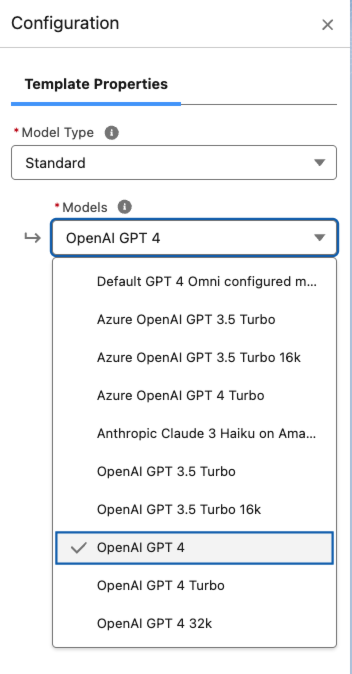 Configuration
Template Properties
* Model Type
Standard
* Models
OpenAI GPT 4
Default GPT 4 Omni configured m...
Azure OpenAI GPT 3.5 Turbo
Azure OpenAI GPT 3.5 Turbo 16k
Azure OpenAI GPT 4 Turbo
Anthropic Claude 3 Haiku on Ama...
OpenAI GPT 3.5 Turbo
OpenAI GPT 3.5 Turbo 16k
OpenAI GPT 4
OpenAI GPT 4 Turbo
OpenAI GPT 4 32k